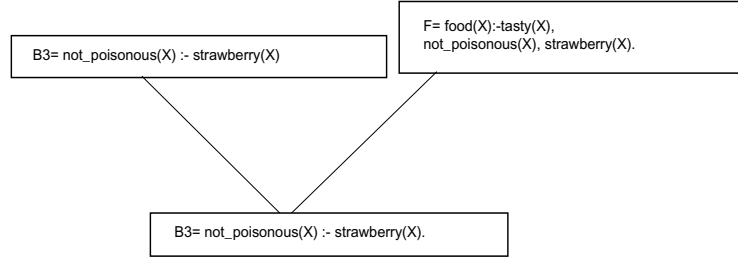 B3= not_poisonous(X) :- strawberry(X)
F= food(X):-tasty(X),
not_poisonous(X), strawberry(X).
B3= not_poisonous(X) :- strawberry(X).